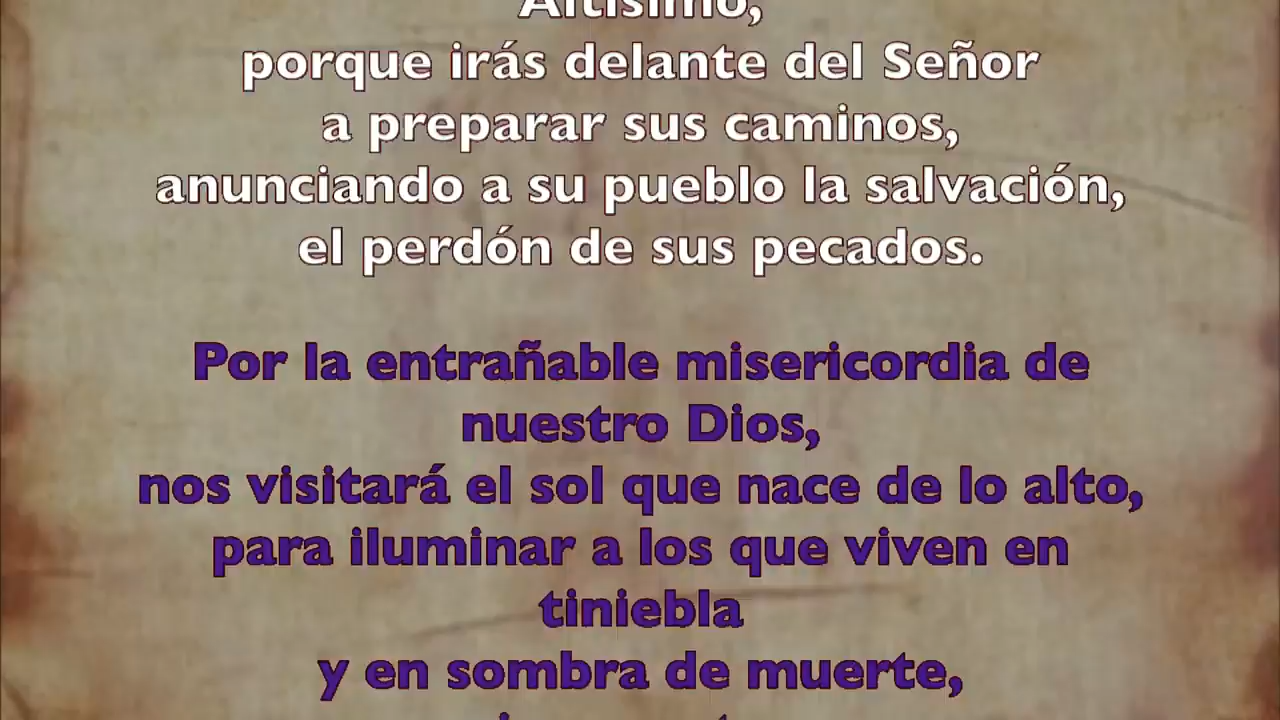 Altísimo,
porque irás delante del Señor
a preparar sus caminos,
anunciando a su pueblo la salvación,
el perdón de sus pecados.
Por la entrañable misericordia de
nuestro Dios,
nos visitará el sol que nace de lo alto,
para iluminar a los que viven en
tiniebla
y en sombra de muerte,